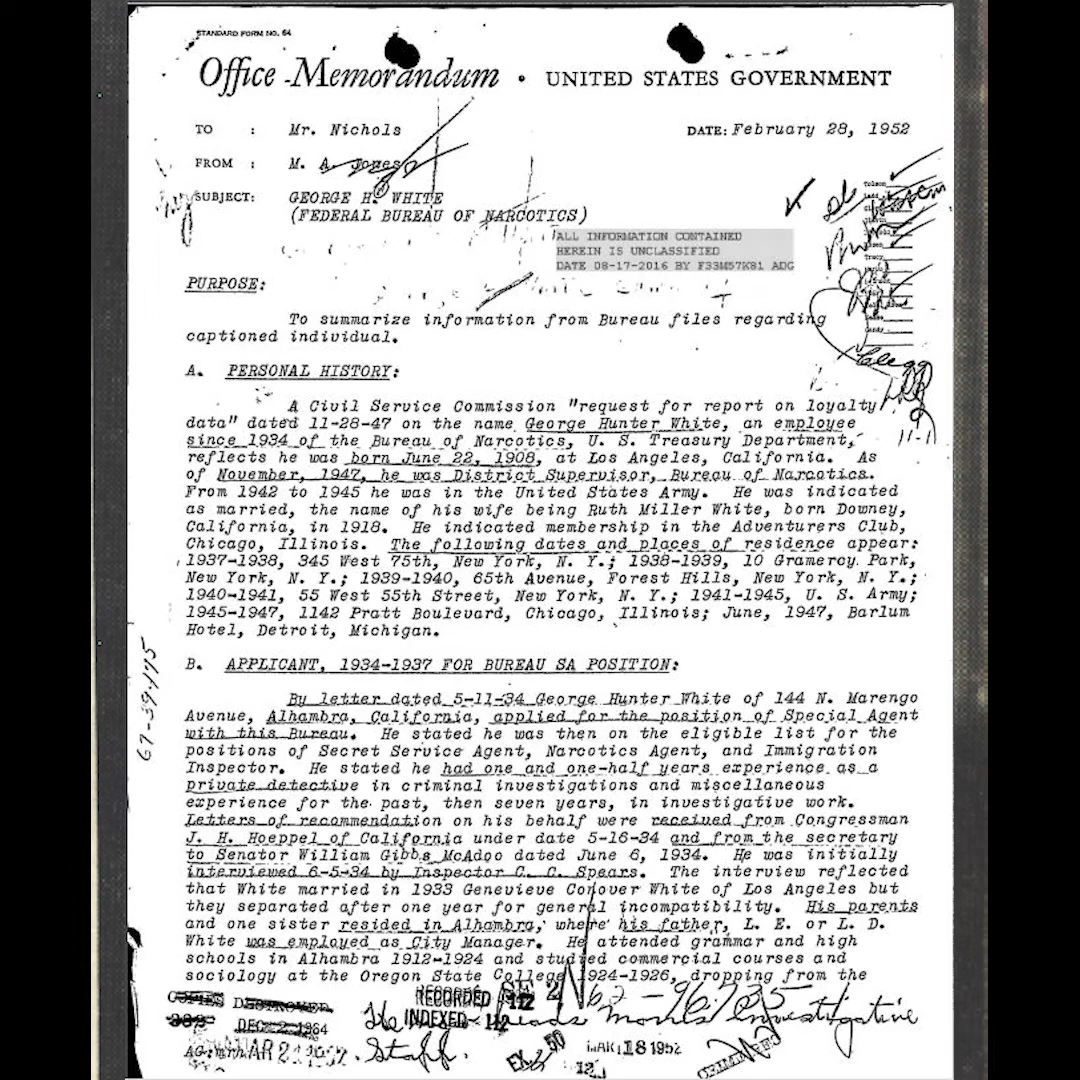 STANDARD FORM NO. 64
Office Memorandum • UNITED STATES GOVERNMENT
TO : Mr. Nichols DATE: February 28, 1952
FROM : M. A. Jones
SUBJECT: GEORGE H. WHITE
(FEDERAL BUREAU OF NARCOTICS)
ALL INFORMATION CONTAINED
HEREIN IS UNCLASSIFIED
DATE 08-17-2016 BY F33M57K81 ADG
PURPOSE:
To summarize information from Bureau files regarding
captioned individual.
A. PERSONAL HISTORY:
A Civil Service Commission "request for report on loyalty
data" dated 11-28-47 on the name George Hunter White, an employee
since 1934 of the Bureau of Narcotics, U. S. Treasury Department,
reflects he was born June 22, 1908, at Los Angeles, California. As
of November, 1947, he was District Supervisor, Bureau of Narcotics.
From 1942 to 1945 he was in the United States Army. He was indicated
as married, the name of his wife being Ruth Miller White, born Downey,
California, in 1918. He indicated membership in the Adventurers Club,
Chicago, Illinois. The following dates and places of residence appear:
1937-1938, 345 West 75th, New York, N. Y.; 1938-1939, 10 Gramercy Park,
New York, N. Y.; 1939-1940, 65th Avenue, Forest Hills, New York, N. Y.;
1940-1941, 55 West 55th Street, New York, N. Y.; 1941-1945, U. S. Army;
1945-1947, 1142 Pratt Boulevard, Chicago, Illinois; June, 1947, Barlum
Hotel, Detroit, Michigan.
B. APPLICANT, 1934-1937 FOR BUREAU SA POSITION:
By letter dated 5-11-34 George Hunter White of 144 N. Marengo
Avenue, Alhambra, California, applied for the position of Special Agent
with this Bureau. He stated he was then on the eligible list for the
positions of Secret Service Agent, Narcotics Agent, and Immigration
Inspector. He stated he had one and one-half years experience as a
private detective in criminal investigations and miscellaneous
experience for the past, then seven years, in investigative work.
Letters of recommendation on his behalf were received from Congressman
J. H. Hoeppel of California under date 5-16-34 and from the secretary
to Senator William Gibbs McAdoo dated June 6, 1934. He was initially
interviewed 6-5-34 by Inspector C. C. Spears. The interview reflected
that White married in 1933 Genevieve Conover White of Los Angeles but
they separated after one year for general incompatibility. His parents
and one sister resided in Alhambra, where his father, L. E. or L. D.
White was employed as City Manager. He attended grammar and high
schools in Alhambra 1912-1924 and studied commercial courses and
sociology at the Oregon State College 1924-1926, dropping from the
67-39475
COPIES DESTROYED
DEC 2 1964
RECORDED 112
INDEXED - 112
62-96735
He heads Morris Investigative
Staff.
EX. 50
MAR 18 1952
12